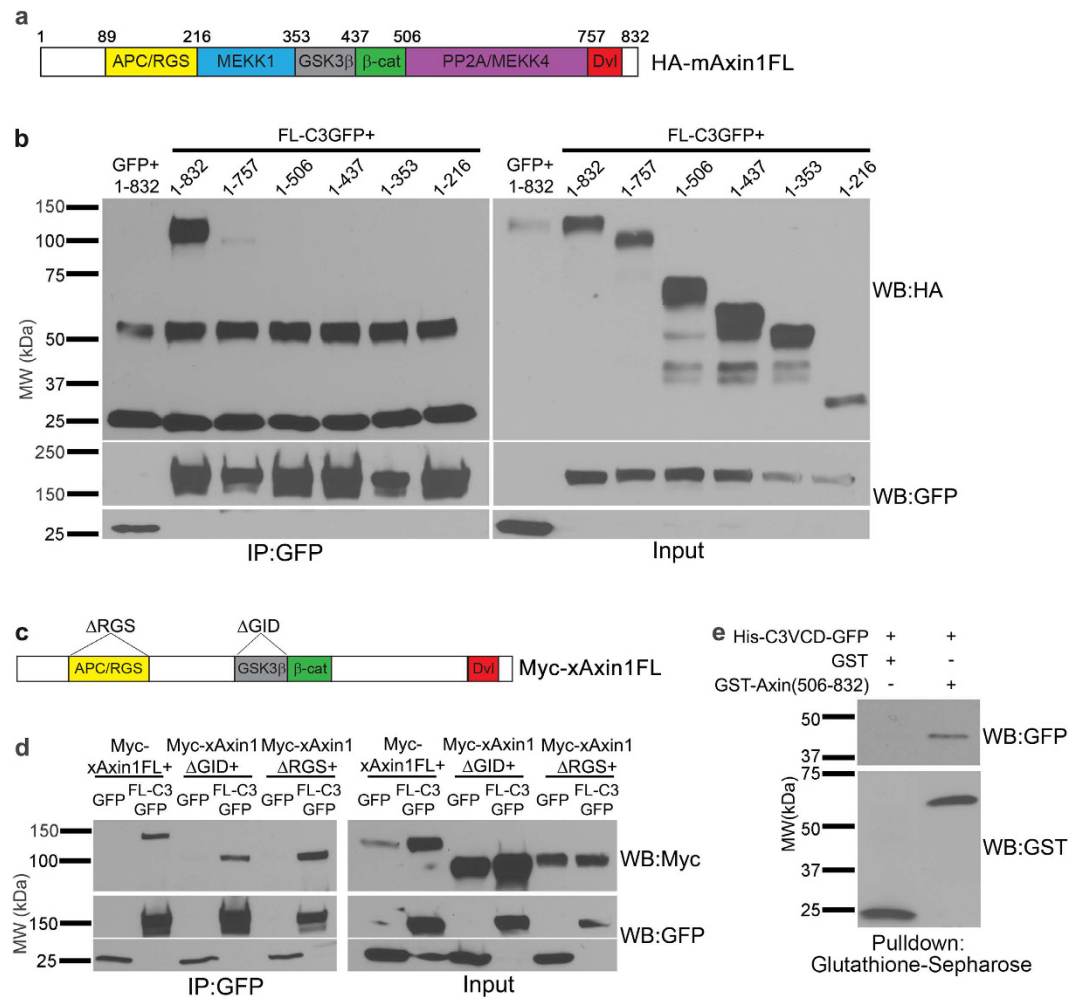 a
1 89 216 353 437 506 757 832
APC/RGS MEKK1 GSK3β β-cat PP2A/MEKK4 Dvl HA-mAxin1FL
b
FL-C3GFP+ FL-C3GFP+
GFP+
1-832 1-832 1-757 1-506 1-437 1-353 1-216
GFP+
1-832 1-832 1-757 1-506 1-437 1-353 1-216
150
100
75
50
37
25
250
150
25
MW (kDa)
WB:HA
WB:GFP
IP:GFP Input
c
ΔRGS ΔGID
APC/RGS GSK3β β-cat Dvl Myc-xAxin1FL
d
Myc- Myc-xAxin1 Myc-xAxin1 Myc- Myc-xAxin1 Myc-xAxin1
xAxin1FL+ ΔGID+ ΔRGS+ xAxin1FL+ ΔGID+ ΔRGS+
GFP FL-C3 GFP FL-C3 GFP FL-C3 GFP FL-C3 GFP FL-C3 GFP FL-C3
GFP GFP GFP GFP GFP GFP
150
100
150
25
MW (kDa)
WB:Myc
WB:GFP
IP:GFP Input
e
His-C3VCD-GFP + +
GST + -
GST-Axin(506-832) - +
50
37
75
50
37
25
MW(kDa)
WB:GFP
WB:GST
Pulldown:
Glutathione-Sepharose